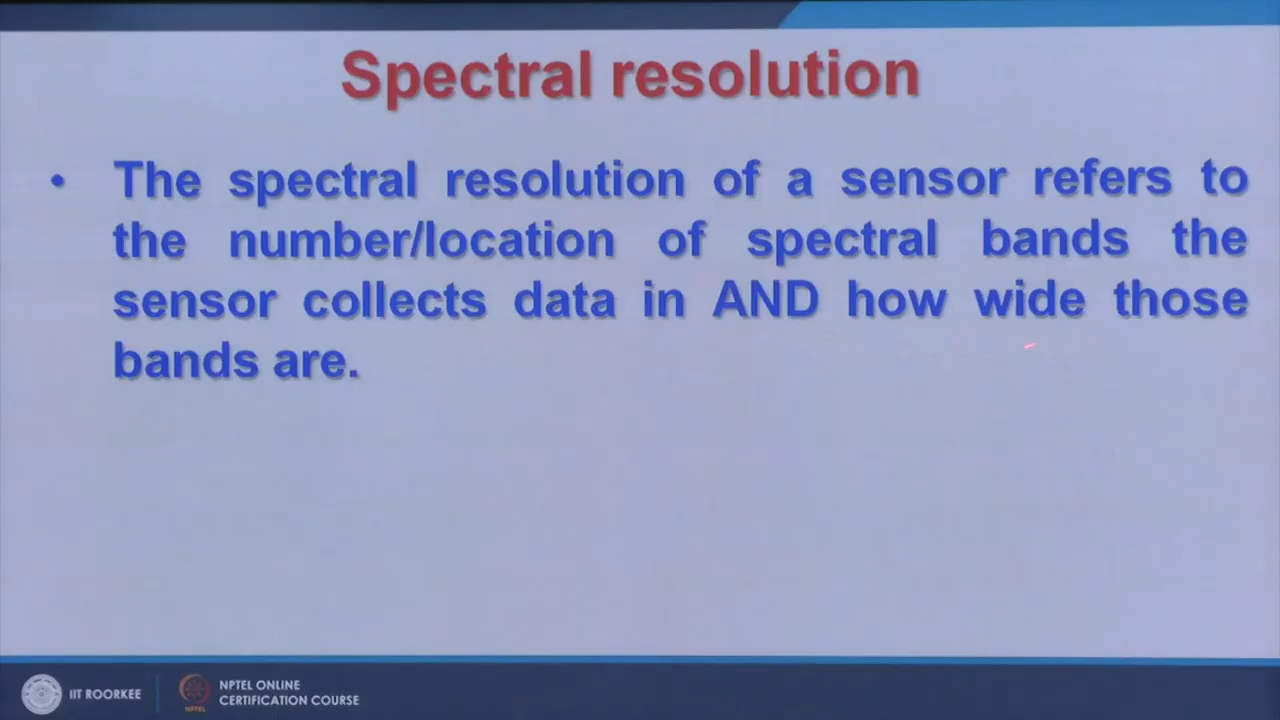 Spectral resolution
• The spectral resolution of a sensor refers to
the number/location of spectral bands the
sensor collects data in AND how wide those
bands are.
IIT ROORKEE
NPTEL ONLINE
CERTIFICATION COURSE
NPTEL